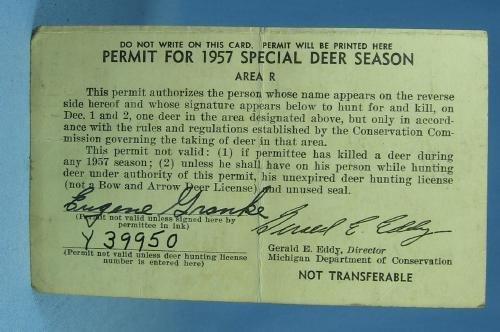 DO NOT WRITE ON THIS CARD. PERMIT WILL BE PRINTED HERE
PERMIT FOR 1957 SPECIAL DEER SEASON
AREA R
This permit authorizes the person whose name appears on the reverse
side hereof and whose signature appears below to hunt for and kill, on
Dec. 1 and 2, one deer in the area designated above, but only in accord-
ance with the rules and regulations established by the Conservation Com-
mission governing the taking of deer in that area.
This permit not valid: (1) if permittee has killed a deer during
any 1957 season; (2) unless he shall have on his person while hunting
deer under authority of this permit, his unexpired deer hunting license
(not a Bow and Arrow Deer License) and unused seal.
Eugene Granke
(Permit not valid unless signed here by
permittee in ink)
Y 39950
(Permit not valid unless deer hunting license
number is entered here)
Gerald E. Eddy
Gerald E. Eddy, Director
Michigan Department of Conservation
NOT TRANSFERABLE